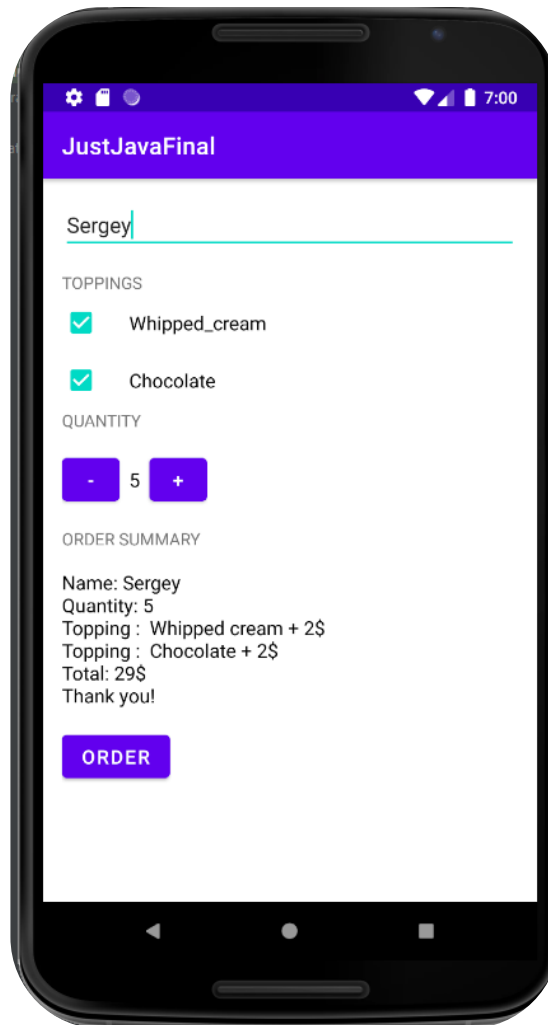 7:00
JustJavaFinal
Sergey
TOPPINGS
Whipped_cream
Chocolate
QUANTITY
- 5 +
ORDER SUMMARY
Name: Sergey
Quantity: 5
Topping :  Whipped cream + 2$
Topping :  Chocolate + 2$
Total: 29$
Thank you!
ORDER